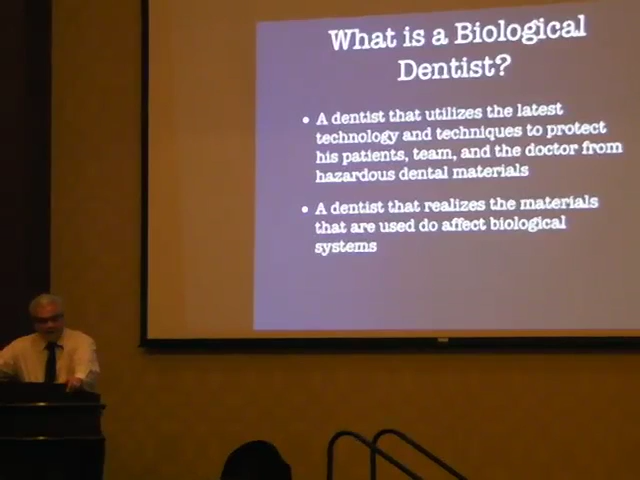 What is a Biological
Dentist?
• A dentist that utilizes the latest
technology and techniques to protect
his patients, team, and the doctor from
hazardous dental materials
• A dentist that realizes the materials
that are used do affect biological
systems